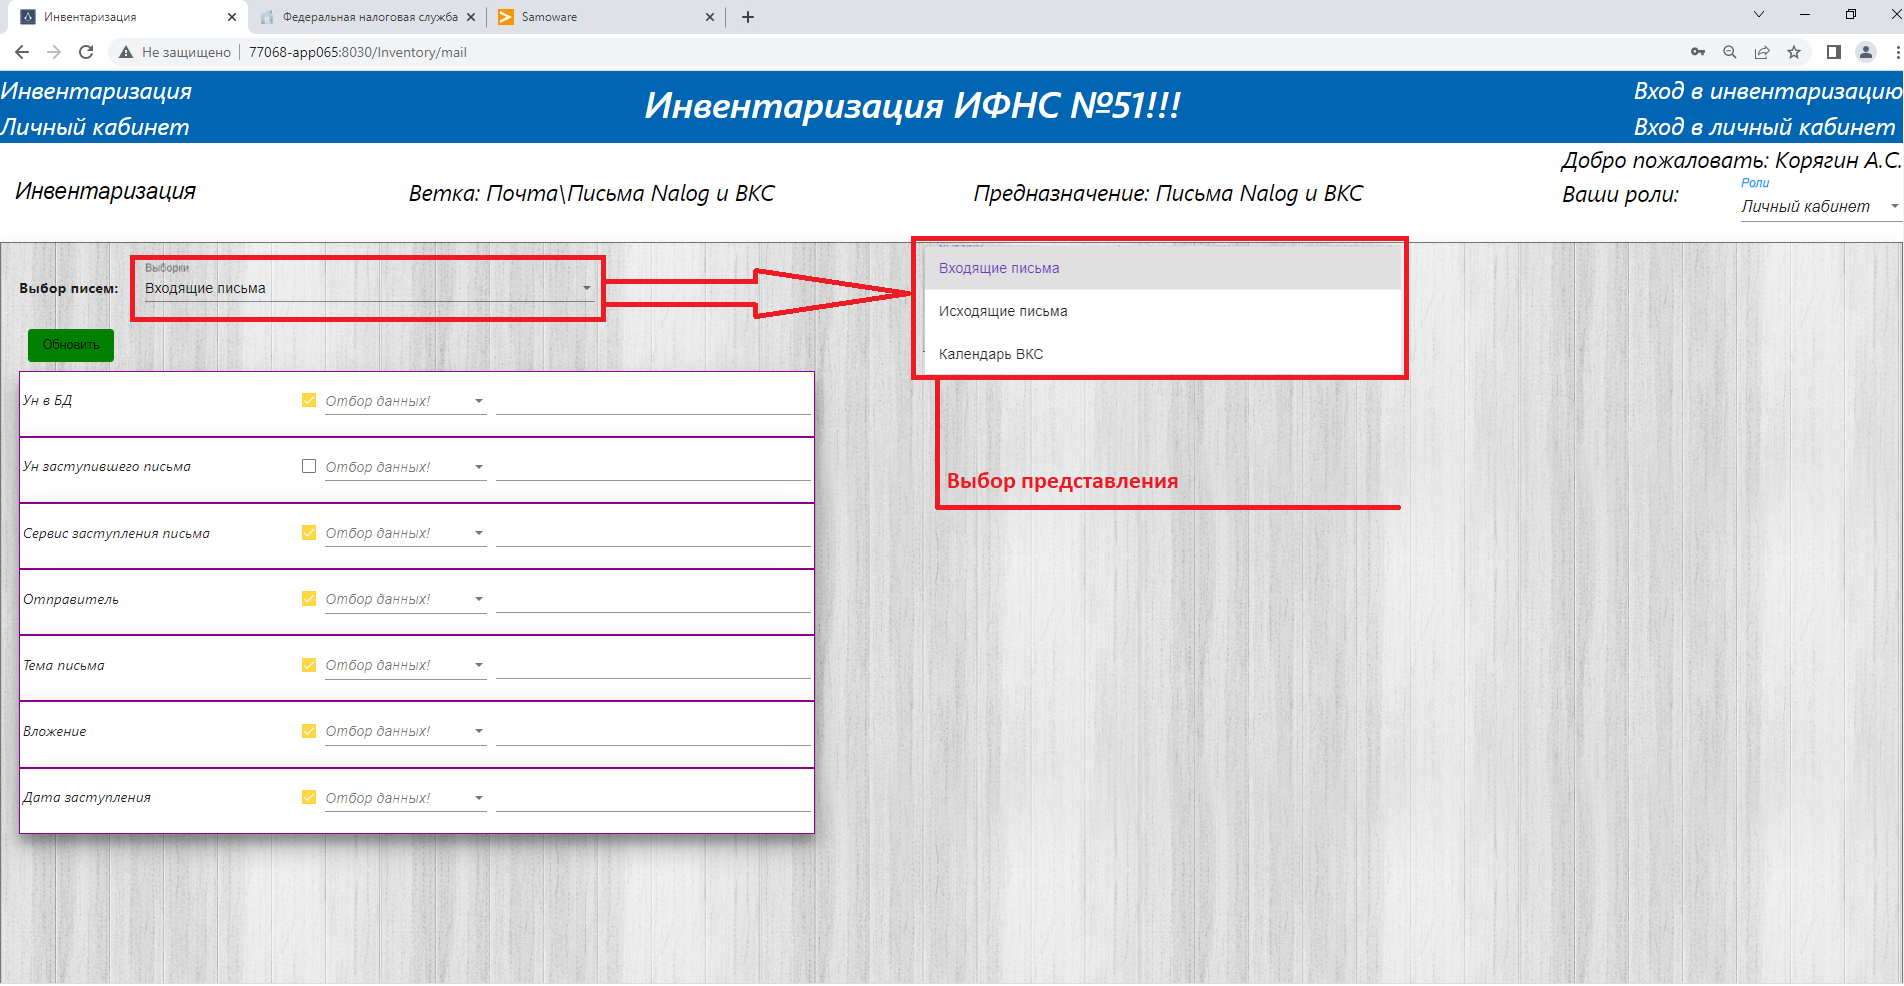 Инвентаризация
Федеральная налоговая служба
Samoware
Не защищено
77068-app065:8030/Inventory/mail
Инвентаризация
Личный кабинет
Инвентаризация ИФНС №51!!!
Вход в инвентаризацию
Вход в личный кабинет
Добро пожаловать: Корягин А.С.
Инвентаризация
Ветка: Почта\Письма Nalog и ВКС
Предназначение: Письма Nalog и ВКС
Ваши роли:
Роли
Личный кабинет
Выбор писем:
Выборки
Входящие письма
Входящие письма
Исходящие письма
Календарь ВКС
Обновить
Выбор представления
Ун в БД
Отбор данных!
Ун заступившего письма
Отбор данных!
Сервис заступления письма
Отбор данных!
Отправитель
Отбор данных!
Тема письма
Отбор данных!
Вложение
Отбор данных!
Дата заступления
Отбор данных!